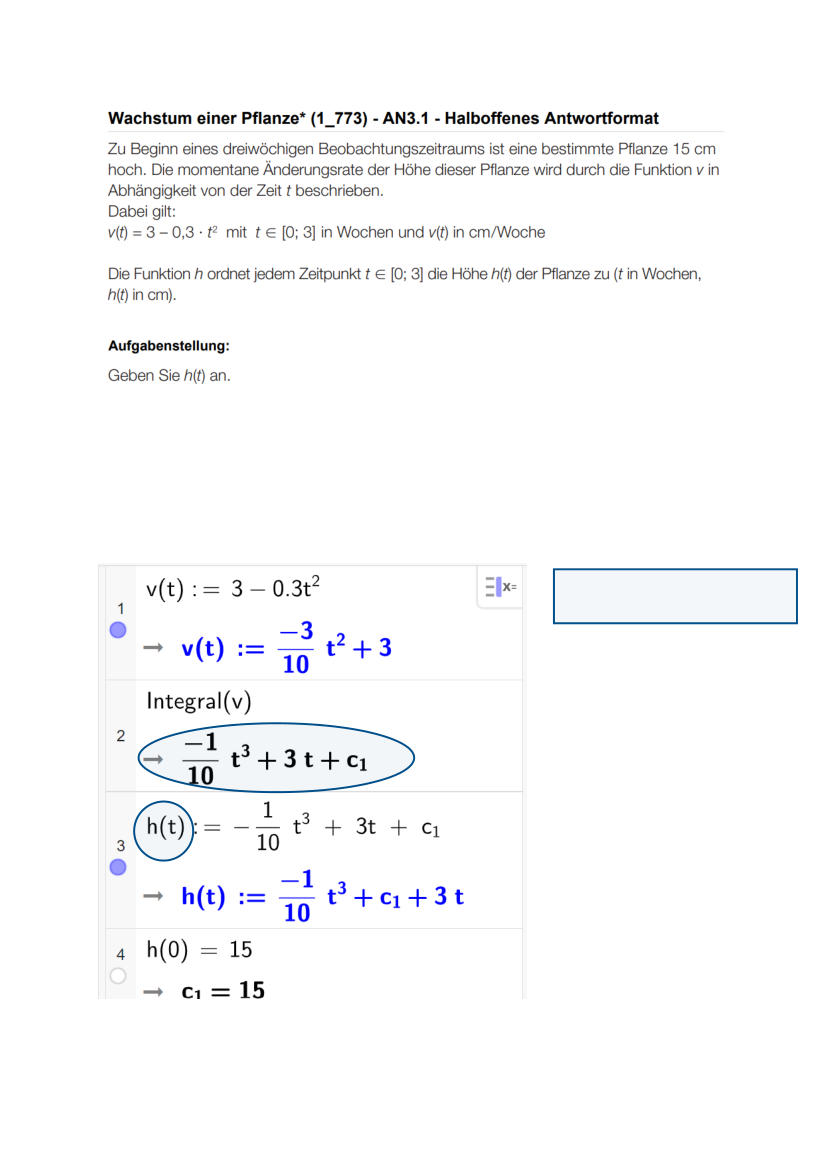 Wachstum einer Pflanze* (1_773) - AN3.1 - Halboffenes Antwortformat
Zu Beginn eines dreiwöchigen Beobachtungszeitraums ist eine bestimmte Pflanze 15 cm
hoch. Die momentane Änderungsrate der Höhe dieser Pflanze wird durch die Funktion v in
Abhängigkeit von der Zeit t beschrieben.
Dabei gilt:
v(t) = 3 – 0,3 · t² mit t ∈ [0; 3] in Wochen und v(t) in cm/Woche
Die Funktion h ordnet jedem Zeitpunkt t ∈ [0; 3] die Höhe h(t) der Pflanze zu (t in Wochen,
h(t) in cm).
Aufgabenstellung:
Geben Sie h(t) an.
v(t) := 3 – 0.3t² x=
1
→ v(t) := −3/10 t² + 3
Integral(v)
2
→ −1/10 t³ + 3 t + c₁
h(t) := − 1/10 t³ + 3t + c₁
3
→ h(t) := −1/10 t³ + c₁ + 3 t
4 h(0) = 15
→ c₁ = 15